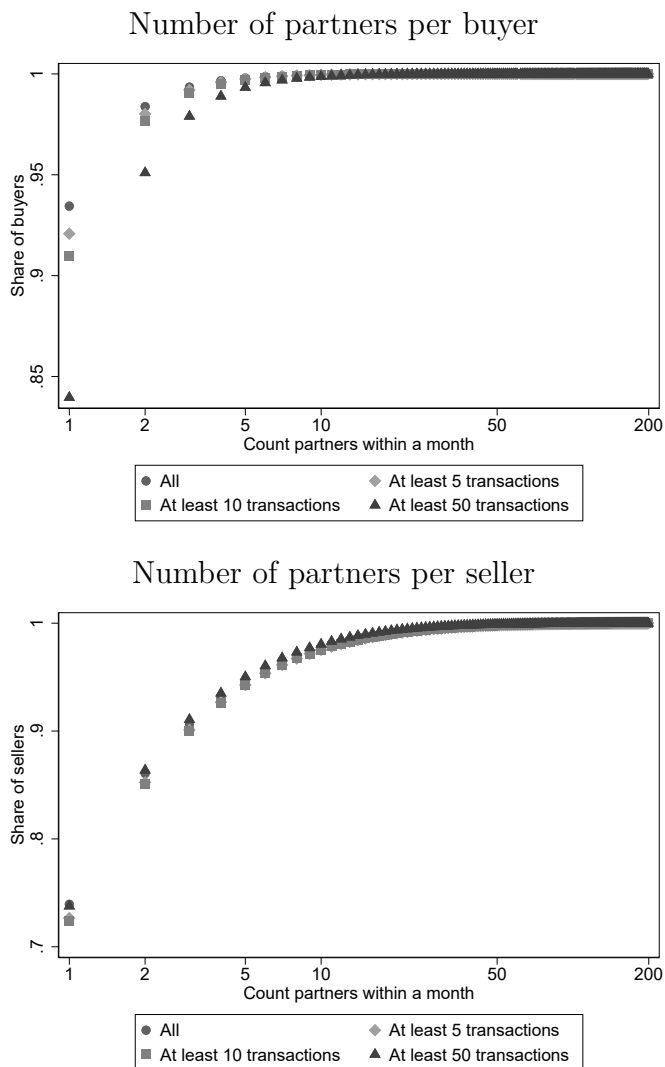 Number of partners per buyer
1
.95
.9
.85
Share of buyers
1 2 5 10 50 200
Count partners within a month
All At least 5 transactions
At least 10 transactions At least 50 transactions
Number of partners per seller
1
.9
.8
.7
Share of sellers
1 2 5 10 50 200
Count partners within a month
All At least 5 transactions
At least 10 transactions At least 50 transactions